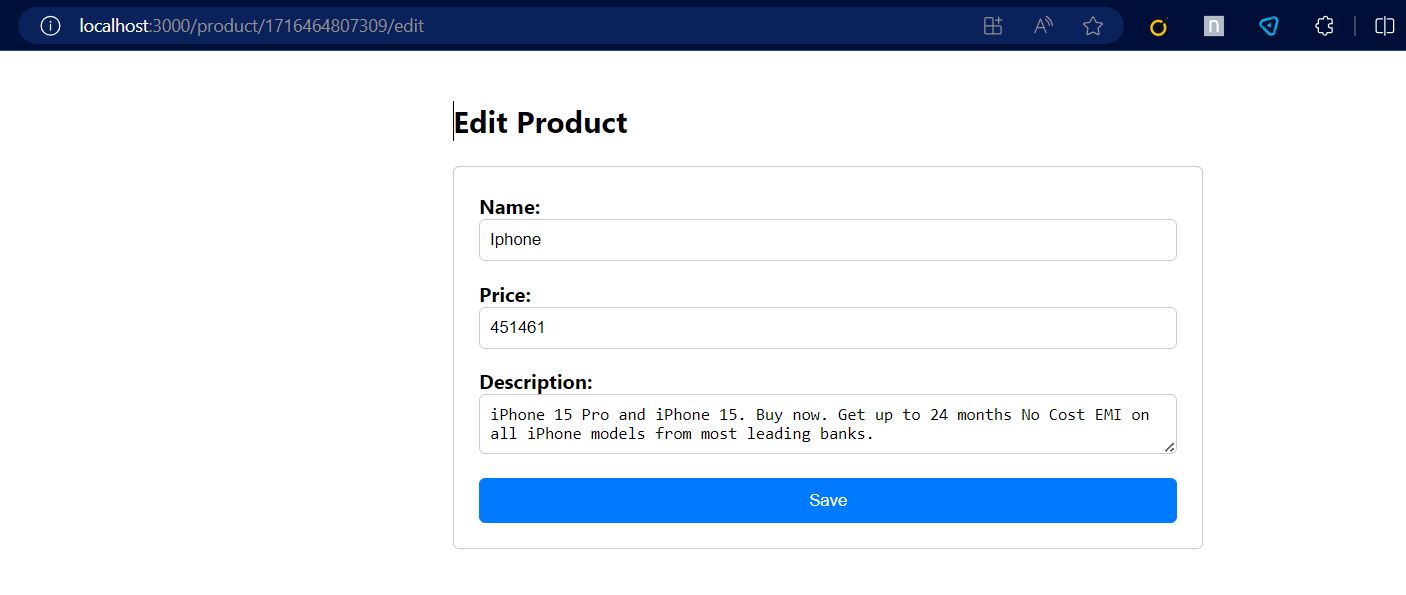 localhost:3000/product/1716464807309/edit
Edit Product
Name:
Iphone
Price:
451461
Description:
iPhone 15 Pro and iPhone 15. Buy now. Get up to 24 months No Cost EMI on
all iPhone models from most leading banks.
Save